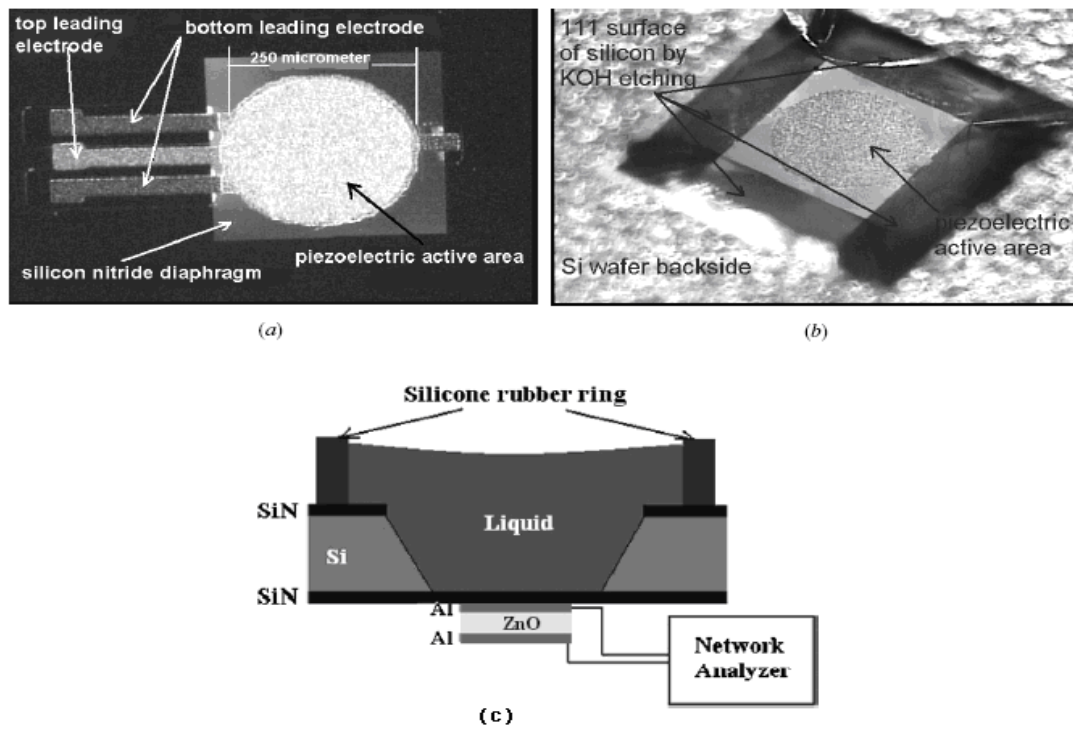 top leading
electrode
bottom leading electrode
250 micrometer
silicon nitride diaphragm
piezoelectric active area
(a)
111 surface
of silicon by
KOH etching
piezoelectric
active area
Si wafer backside
(b)
Silicone rubber ring
SiN
Liquid
Si
SiN
Al
ZnO
Al
Network
Analyzer
(c)